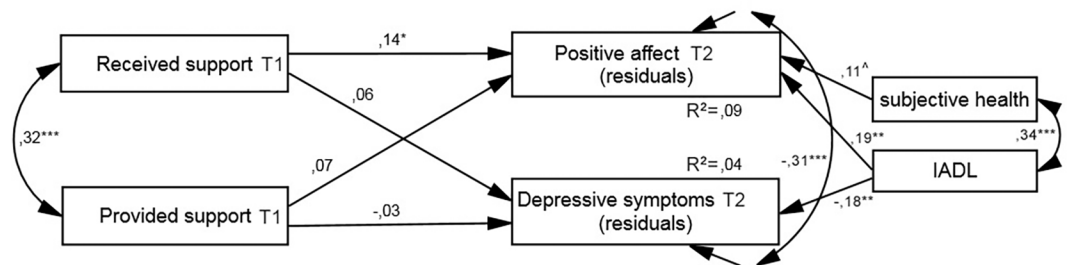 ,14*
Received support T1
Positive affect T2
(residuals)
,11^
subjective health
,06
R²=,09
,32***
,19**
,34***
-,31***
,07
R²=,04
IADL
Provided support T1
-,03
Depressive symptoms T2
(residuals)
-,18**